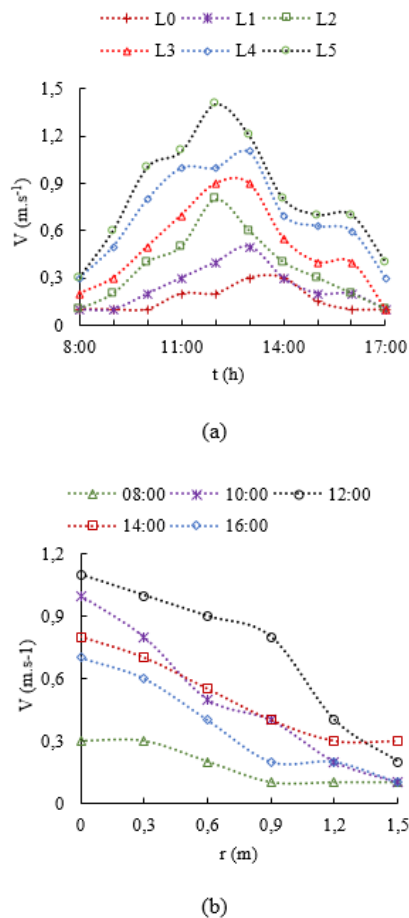 L0 L1 L2
L3 L4 L5
1,5
1,2
0,9
0,6
0,3
0
V (m.s-1)
8:00 11:00 14:00 17:00
t (h)
(a)
08:00 10:00 12:00
14:00 16:00
1,2
0,9
0,6
0,3
0
V (m.s-1)
0 0,3 0,6 0,9 1,2 1,5
r (m)
(b)